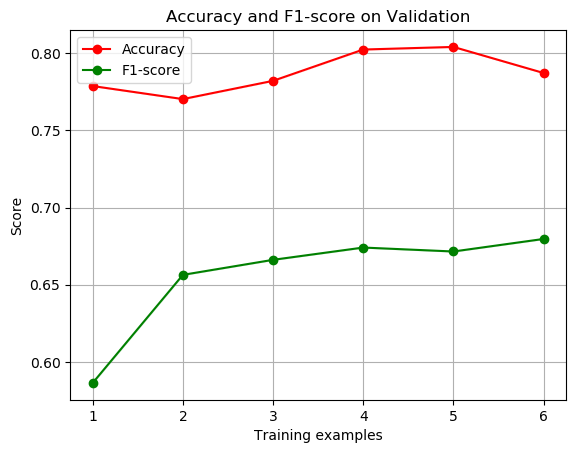 Accuracy and F1-score on Validation
Accuracy
F1-score
0.80
0.75
0.70
0.65
0.60
Score
1 2 3 4 5 6
Training examples